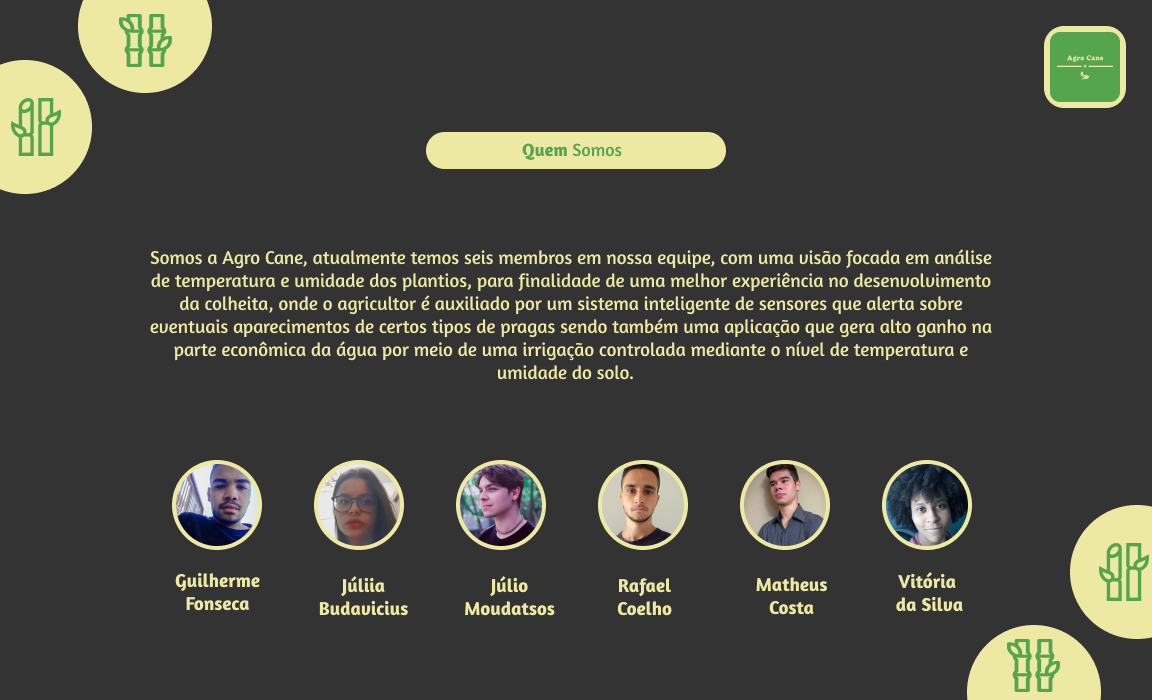 Agro Cane
Quem Somos
Somos a Agro Cane, atualmente temos seis membros em nossa equipe, com uma visão focada em análise
de temperatura e umidade dos plantios, para finalidade de uma melhor experiência no desenvolvimento
da colheita, onde o agricultor é auxiliado por um sistema inteligente de sensores que alerta sobre
eventuais aparecimentos de certos tipos de pragas sendo também uma aplicação que gera alto ganho na
parte econômica da água por meio de uma irrigação controlada mediante o nível de temperatura e
umidade do solo.
Guilherme
Fonseca
Júliia
Budavicius
Júlio
Moudatsos
Rafael
Coelho
Matheus
Costa
Vitória
da Silva